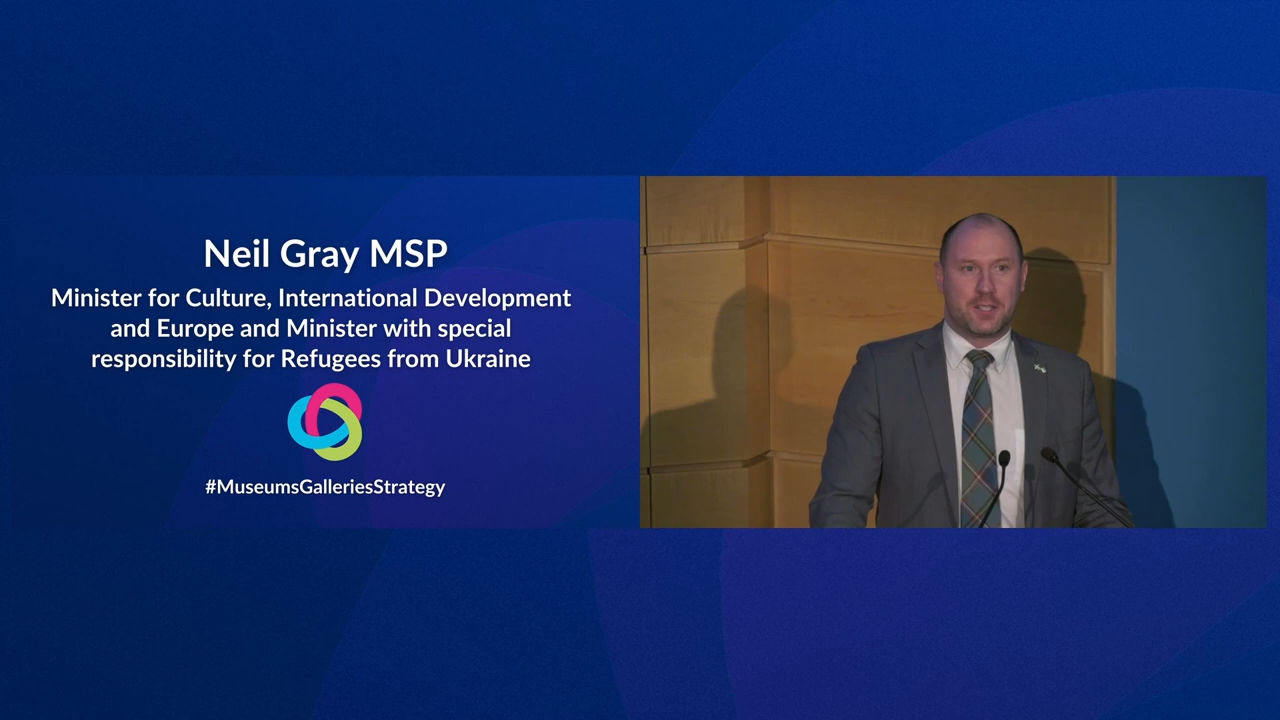 Neil Gray MSP
Minister for Culture, International Development
and Europe and Minister with special
responsibility for Refugees from Ukraine
#MuseumsGalleriesStrategy